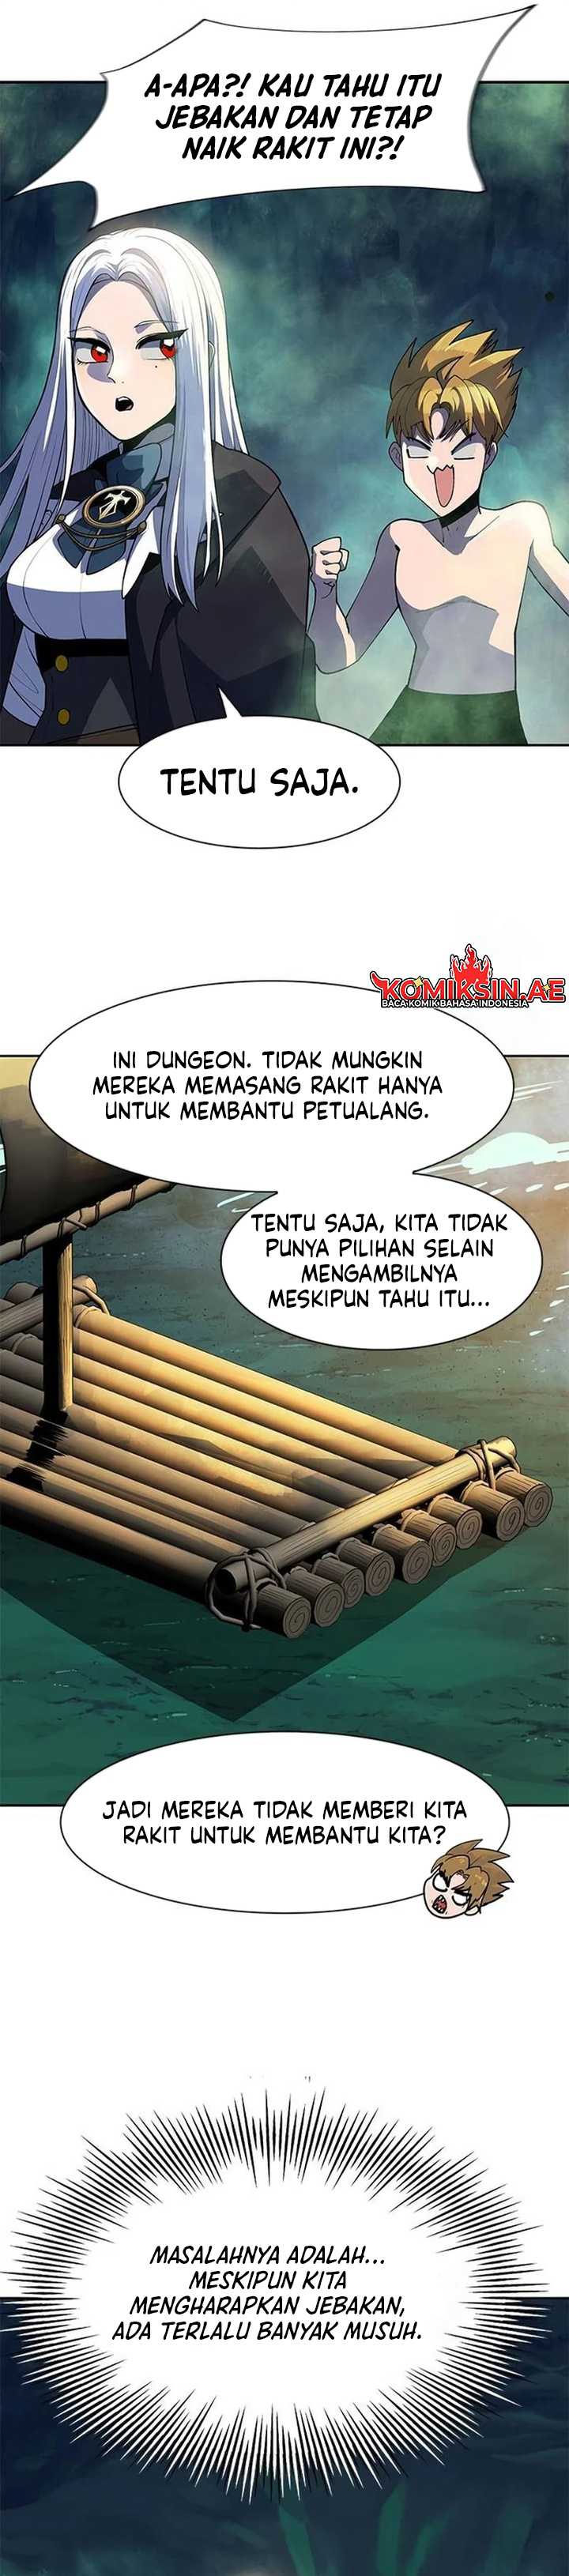 A-APA?! KAU TAHU ITU
JEBAKAN DAN TETAP
NAIK RAKIT INI?!
TENTU SAJA.
KOMIKSIN.AE
BACA KOMIK BAHASA INDONESIA
INI DUNGEON. TIDAK MUNGKIN
MEREKA MEMASANG RAKIT HANYA
UNTUK MEMBANTU PETUALANG.
TENTU SAJA, KITA TIDAK
PUNYA PILIHAN SELAIN
MENGAMBILNYA
MESKIPUN TAHU ITU...
JADI MEREKA TIDAK MEMBERI KITA
RAKIT UNTUK MEMBANTU KITA?
MASALAHNYA ADALAH...
MESKIPUN KITA
MENGHARAPKAN JEBAKAN,
ADA TERLALU BANYAK MUSUH.